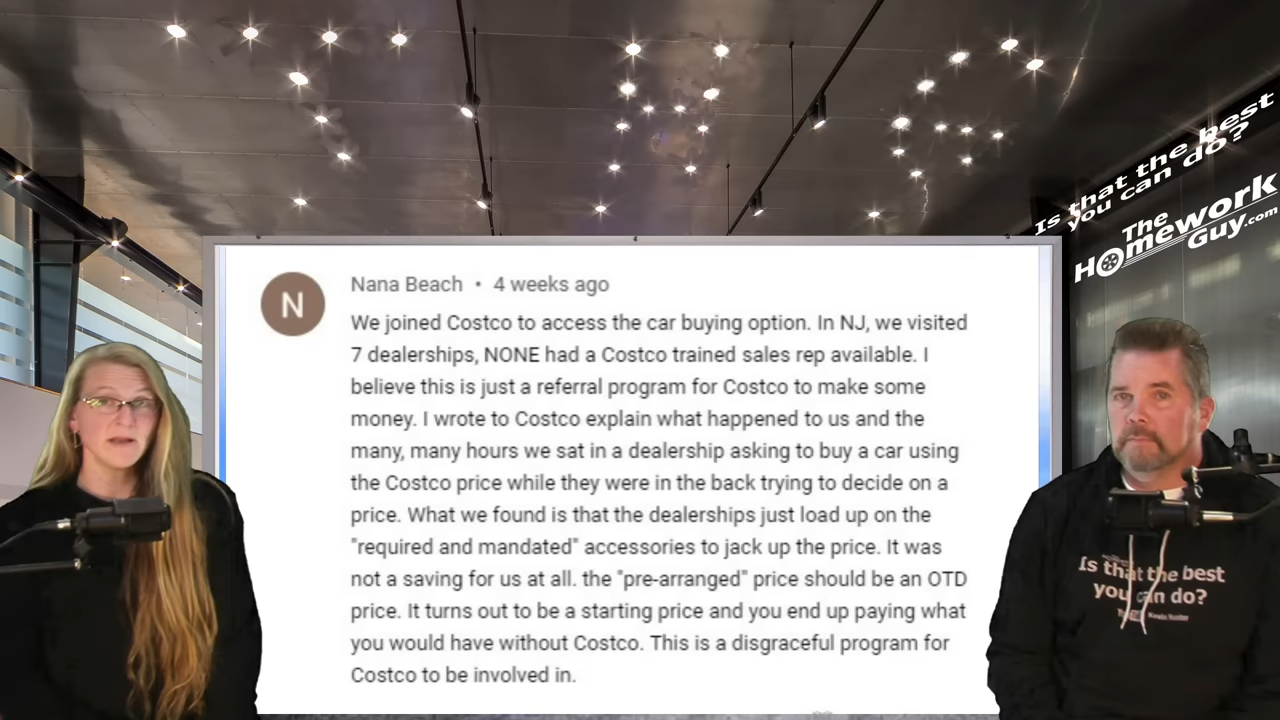 Is that the best
you can do?
The
Homework
Guy.com
N
Nana Beach • 4 weeks ago
We joined Costco to access the car buying option. In NJ, we visited
7 dealerships, NONE had a Costco trained sales rep available. I
believe this is just a referral program for Costco to make some
money. I wrote to Costco explain what happened to us and the
many, many hours we sat in a dealership asking to buy a car using
the Costco price while they were in the back trying to decide on a
price. What we found is that the dealerships just load up on the
"required and mandated" accessories to jack up the price. It was
not a saving for us at all. the "pre-arranged" price should be an OTD
price. It turns out to be a starting price and you end up paying what
you would have without Costco. This is a disgraceful program for
Costco to be involved in.
Is that the best
you can do?